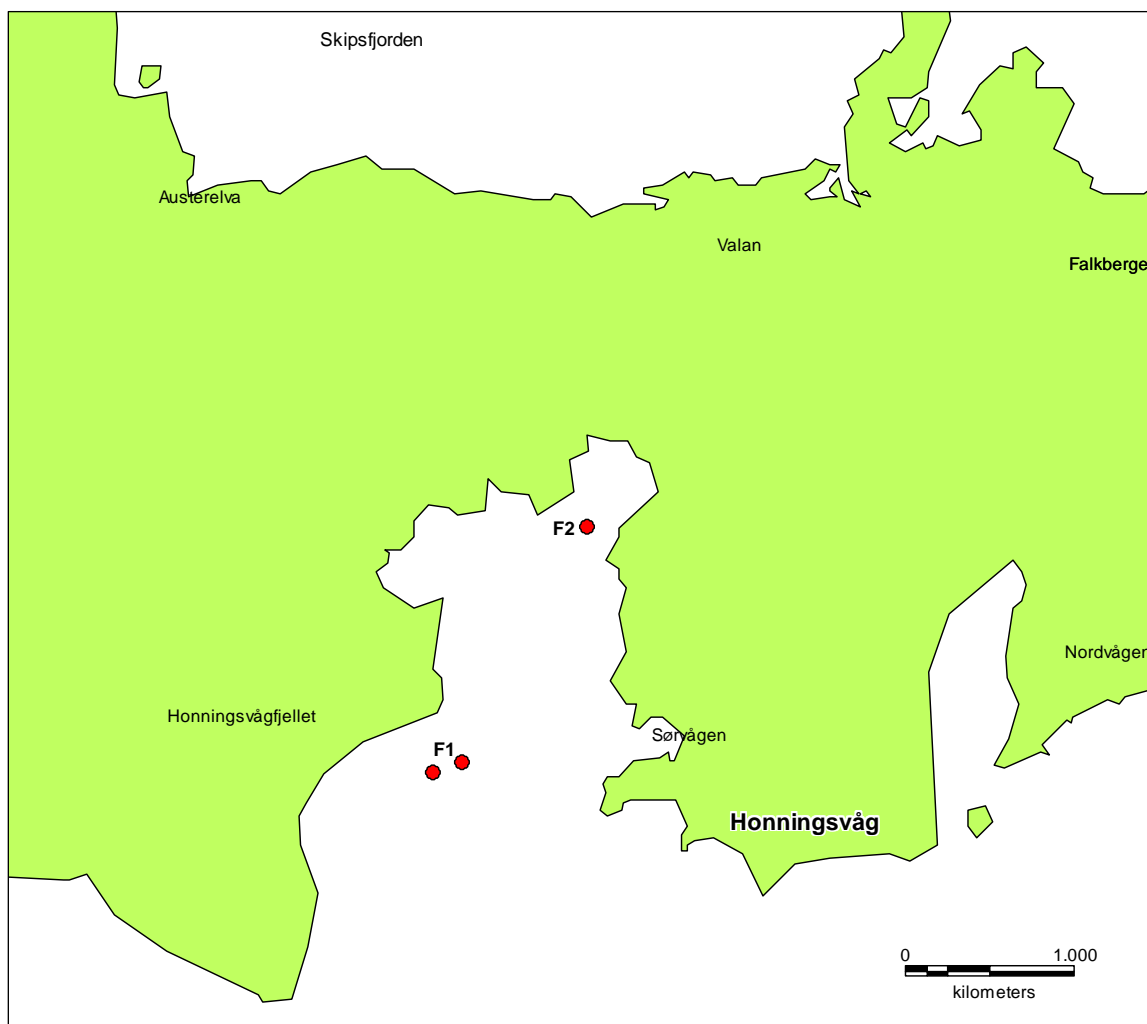 Skipsfjorden
Austerelva
Valan
Falkberge
F2
Nordvågen
Honningsvågfjellet
Sørvågen
F1
Honningsvåg
0 1.000
kilometers